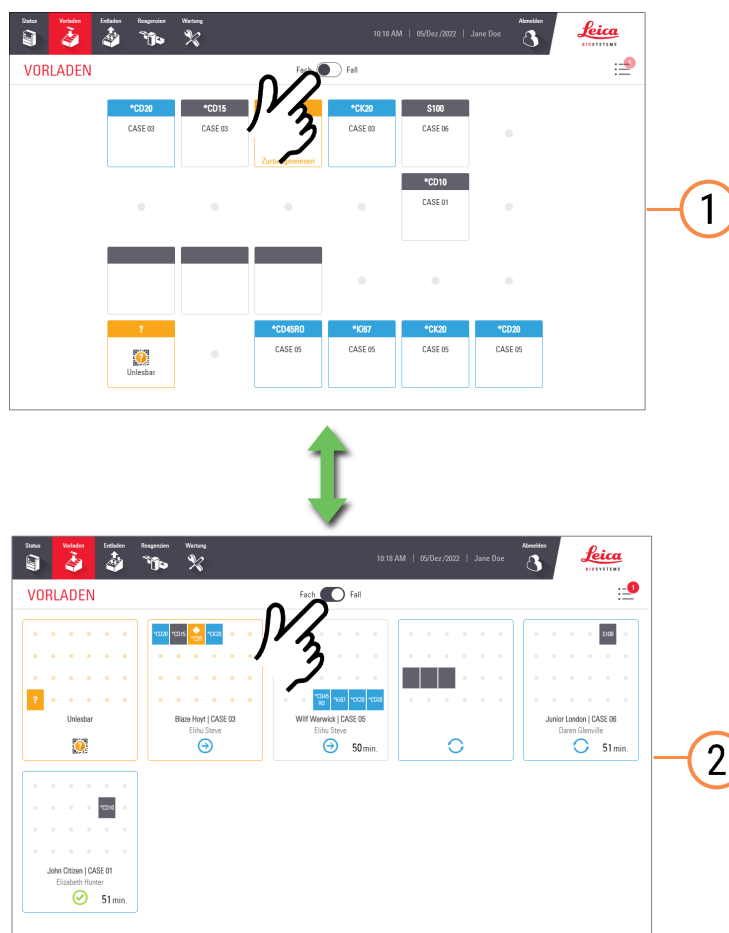 Status Vorladen Entladen Reagenzien Wartung 10:18 AM | 05/Dez./2022 | Jane Doe Abmelden Leica
BIOSYSTEMS
VORLADEN Fach Fall 1
*CD20 *CD15 *CK20 S100
CASE 03 CASE 03 CASE 03 CASE 06
Zurückgewiesen
*CD10
CASE 01
1
? *CD45RO *Ki67 *CK20 *CD20
? CASE 05 CASE 05 CASE 05 CASE 05
Unlesbar
Status Vorladen Entladen Reagenzien Wartung 10:18 AM | 05/Dez./2022 | Jane Doe Abmelden Leica
BIOSYSTEMS
VORLADEN Fach Fall 1
*CD20 *CD15 *CK20 S100
? *CD45 RO *Ki67 *CK20 *CD20
Unlesbar Blaze Hoyt | CASE 03 Wilf Warwick | CASE 05 Junior London | CASE 06
Elihu Steve Elihu Steve Daren Glenville
? 50 min. 51 min.
2
*CD10
John Citizen | CASE 01
Elizabeth Hunter
51 min.